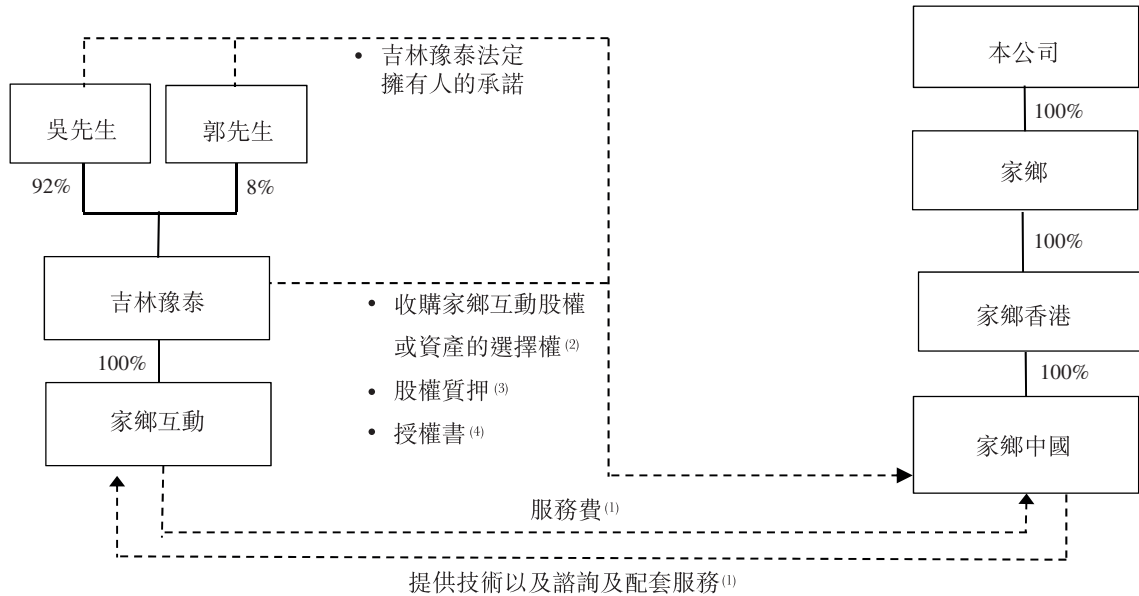 • 吉林豫泰法定
擁有人的承諾
吳先生
郭先生
92%
8%
吉林豫泰
100%
家鄉互動
• 收購家鄉互動股權
或資產的選擇權(2)
• 股權質押(3)
• 授權書(4)
本公司
100%
家鄉
100%
家鄉香港
100%
家鄉中國
服務費(1)
提供技術以及諮詢及配套服務(1)